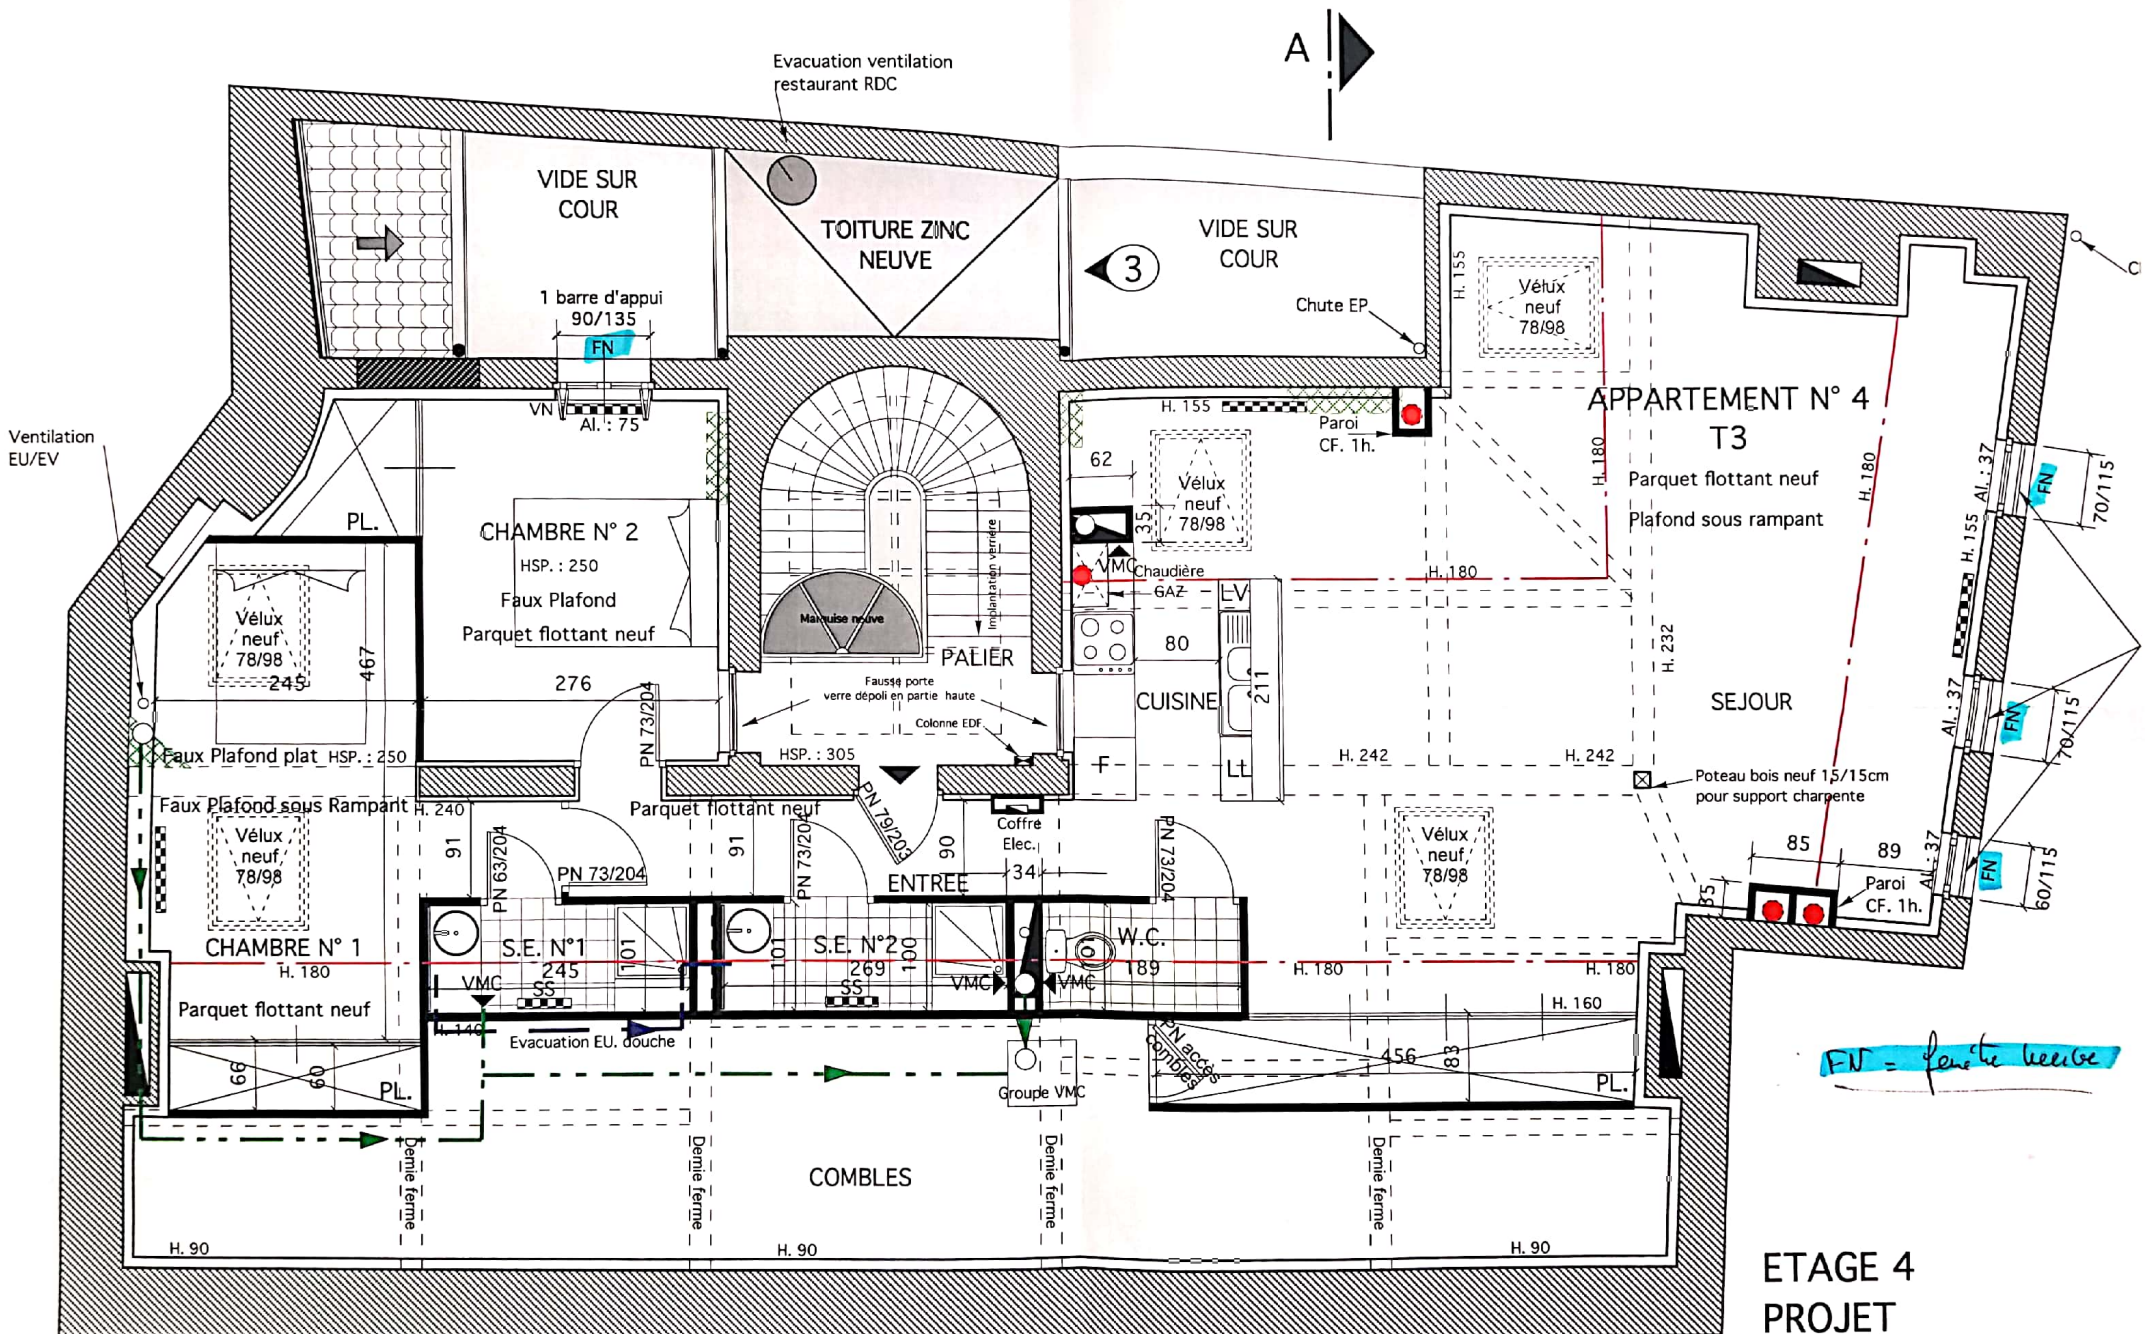 A
Evacuation ventilation
restaurant RDC
VIDE SUR
COUR
TOITURE ZINC
NEUVE
3
VIDE SUR
COUR
Chute EP
1 barre d'appui
90/135
FN
VN
Al. : 75
Ventilation
EU/EV
PL.
CHAMBRE N° 2
HSP. : 250
Faux Plafond
Parquet flottant neuf
Vélux
neuf
78/98
245
467
276
PN 73/204
Faux Plafond plat HSP. : 250
Faux Plafond sous Rampant
H. 240
Vélux
neuf
78/98
CHAMBRE N° 1
H. 180
Parquet flottant neuf
66
60
PL.
Implantation verrière
Marquise neuve
PALIER
Fausse porte
verre dépoli en partie haute
Colonne EDF
HSP. : 305
Parquet flottant neuf
91
PN 63/204
PN 73/204
91
PN 73/204
PN 79/203
90
Coffre
Elec.
34
ENTREE
PN 73/204
S.E. N°1
245
101
VMC
SS
H. 140
Evacuation EU. douche
101
S.E. N°2
269
100
SS
VMC
VMC
W.C.
101
189
Groupe VMC
PN accès
combles
456
83
PL.
H. 155
Paroi
CF. 1h.
62
35
Vélux
neuf
78/98
VMC
Chaudière
GAZ
LV
80
CUISINE
211
F
LL
H. 155
Vélux
neuf
78/98
APPARTEMENT N° 4
T3
Parquet flottant neuf
Plafond sous rampant
H. 180
H. 180
H. 180
H. 232
SEJOUR
H. 242
H. 242
Poteau bois neuf 15/15cm
pour support charpente
Vélux
neuf
78/98
85
89
35
Paroi
CF. 1h.
Al. : 37
FN
70/115
H. 155
Al. : 37
FN
70/115
Al. : 37
FN
60/115
H. 180
H. 180
H. 160
FN = fenêtre neuve
Demie ferme
Demie ferme
Demie ferme
Demie ferme
COMBLES
H. 90
H. 90
H. 90
ETAGE 4
PROJET